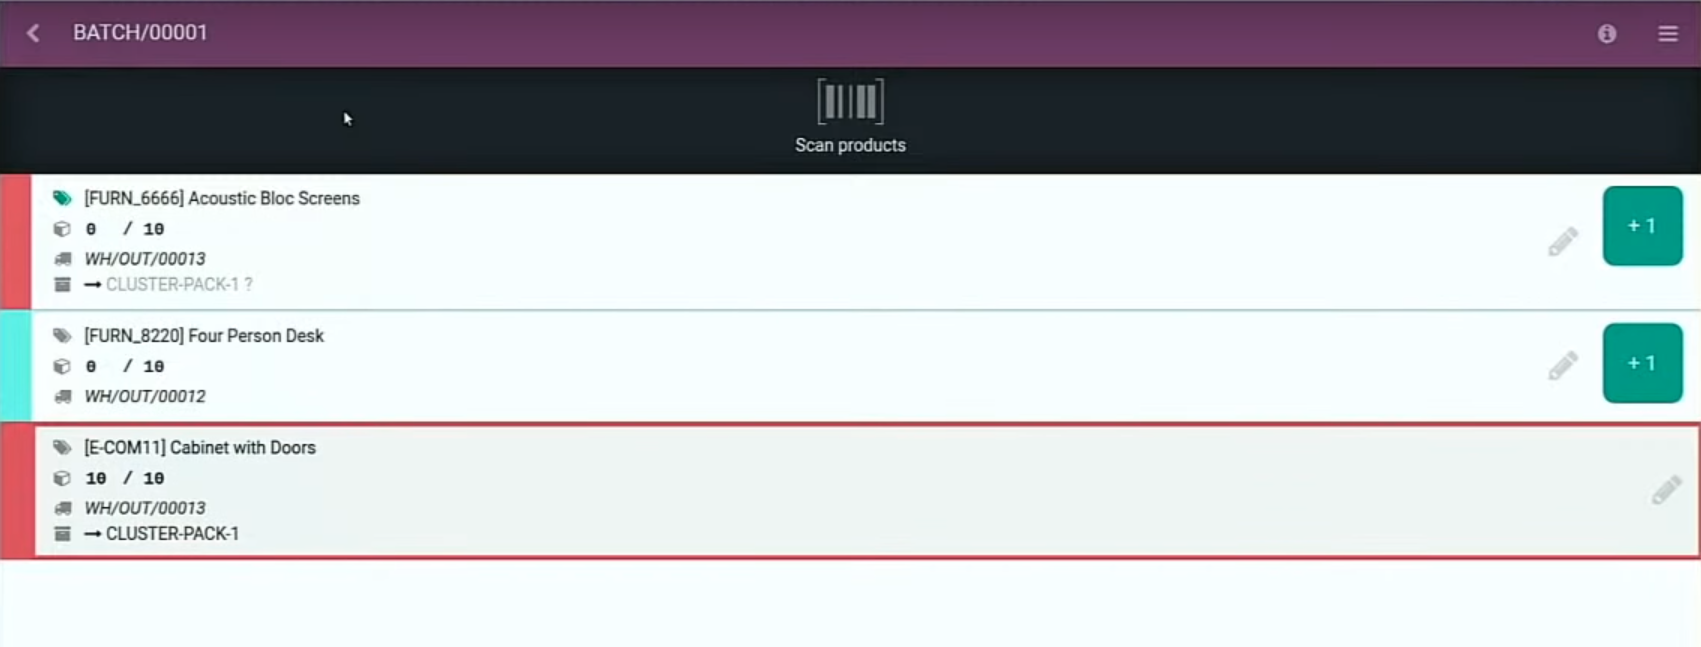 BATCH/00001
Scan products
[FURN_6666] Acoustic Bloc Screens
0 / 10
+ 1
WH/OUT/00013
CLUSTER-PACK-1 ?
[FURN_8220] Four Person Desk
0 / 10
+ 1
WH/OUT/00012
[E-COM11] Cabinet with Doors
10 / 10
WH/OUT/00013
CLUSTER-PACK-1